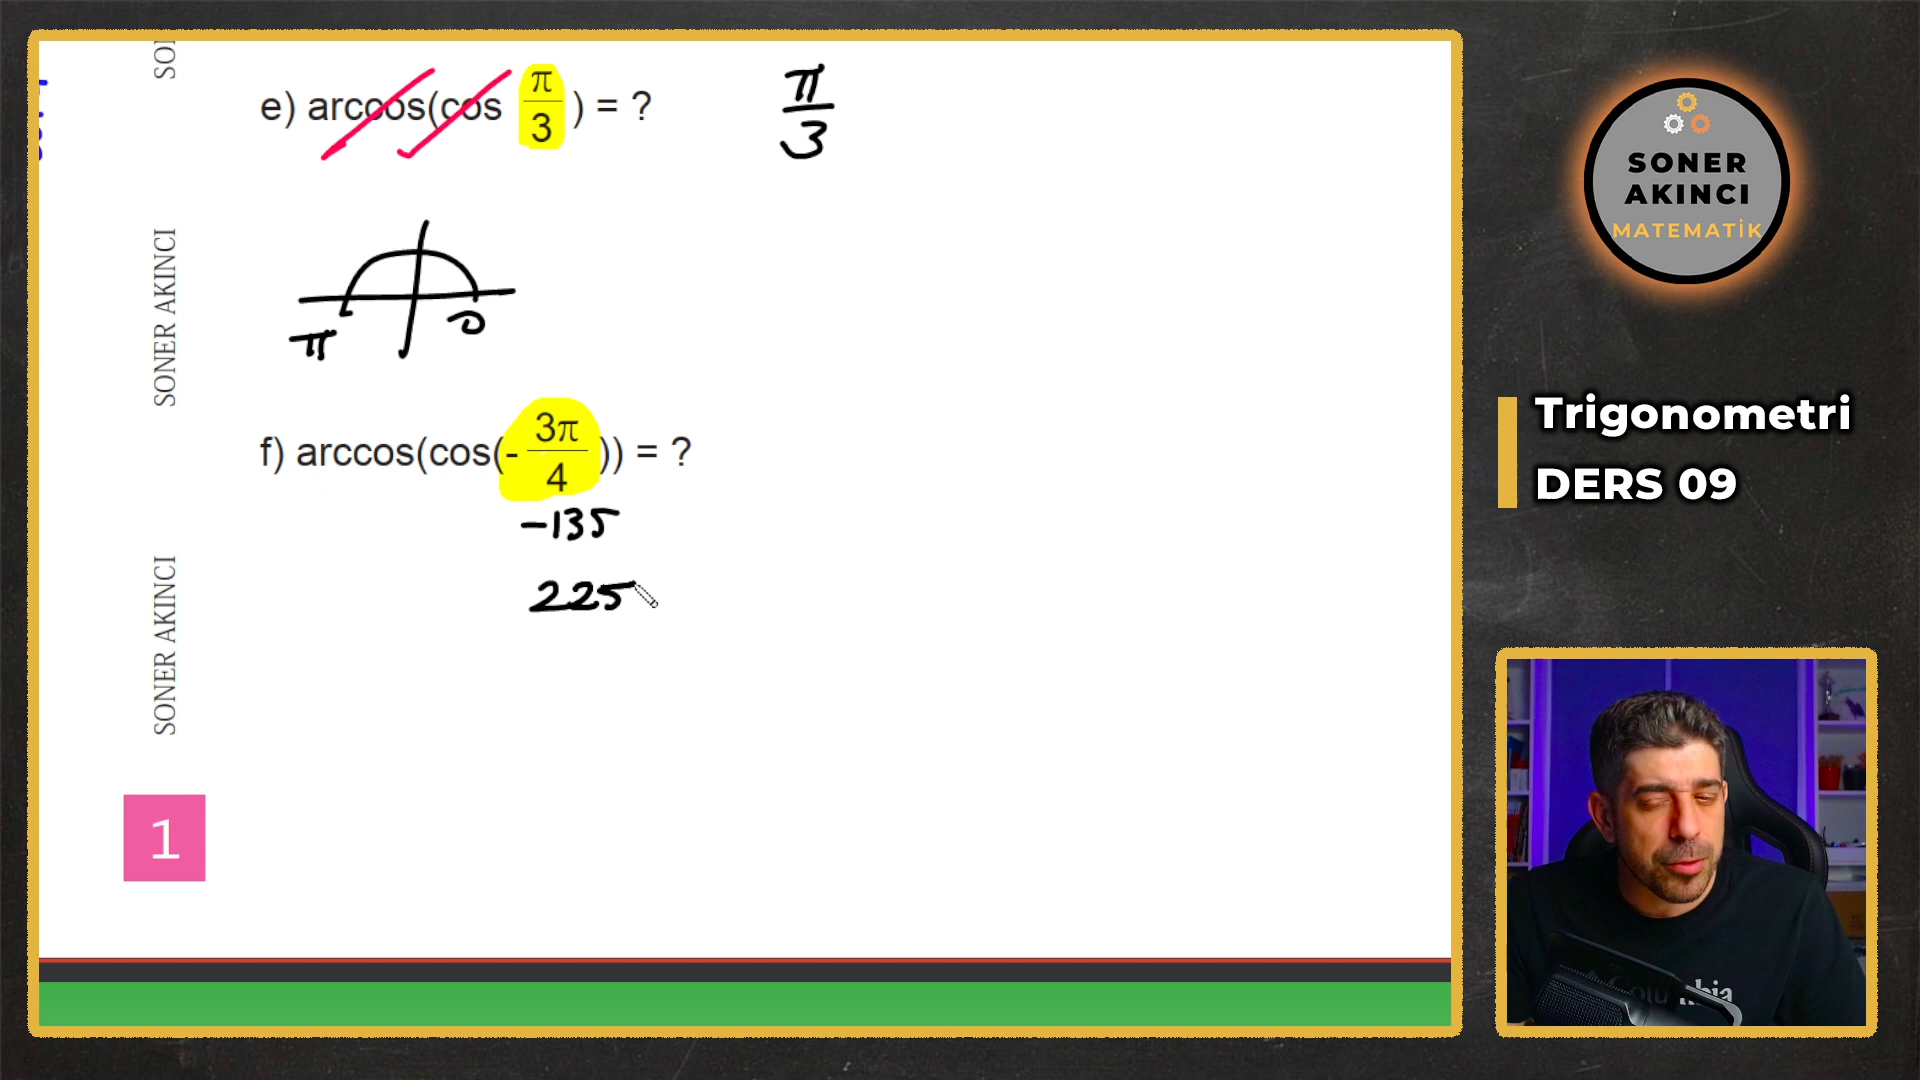 e) arccos(cos π/3) = ?
π/3
π
0
f) arccos(cos(-3π/4)) = ?
-135
225
SONER AKINCI
SONER AKINCI
1
SONER
AKINCI
MATEMATİK
Trigonometri
DERS 09